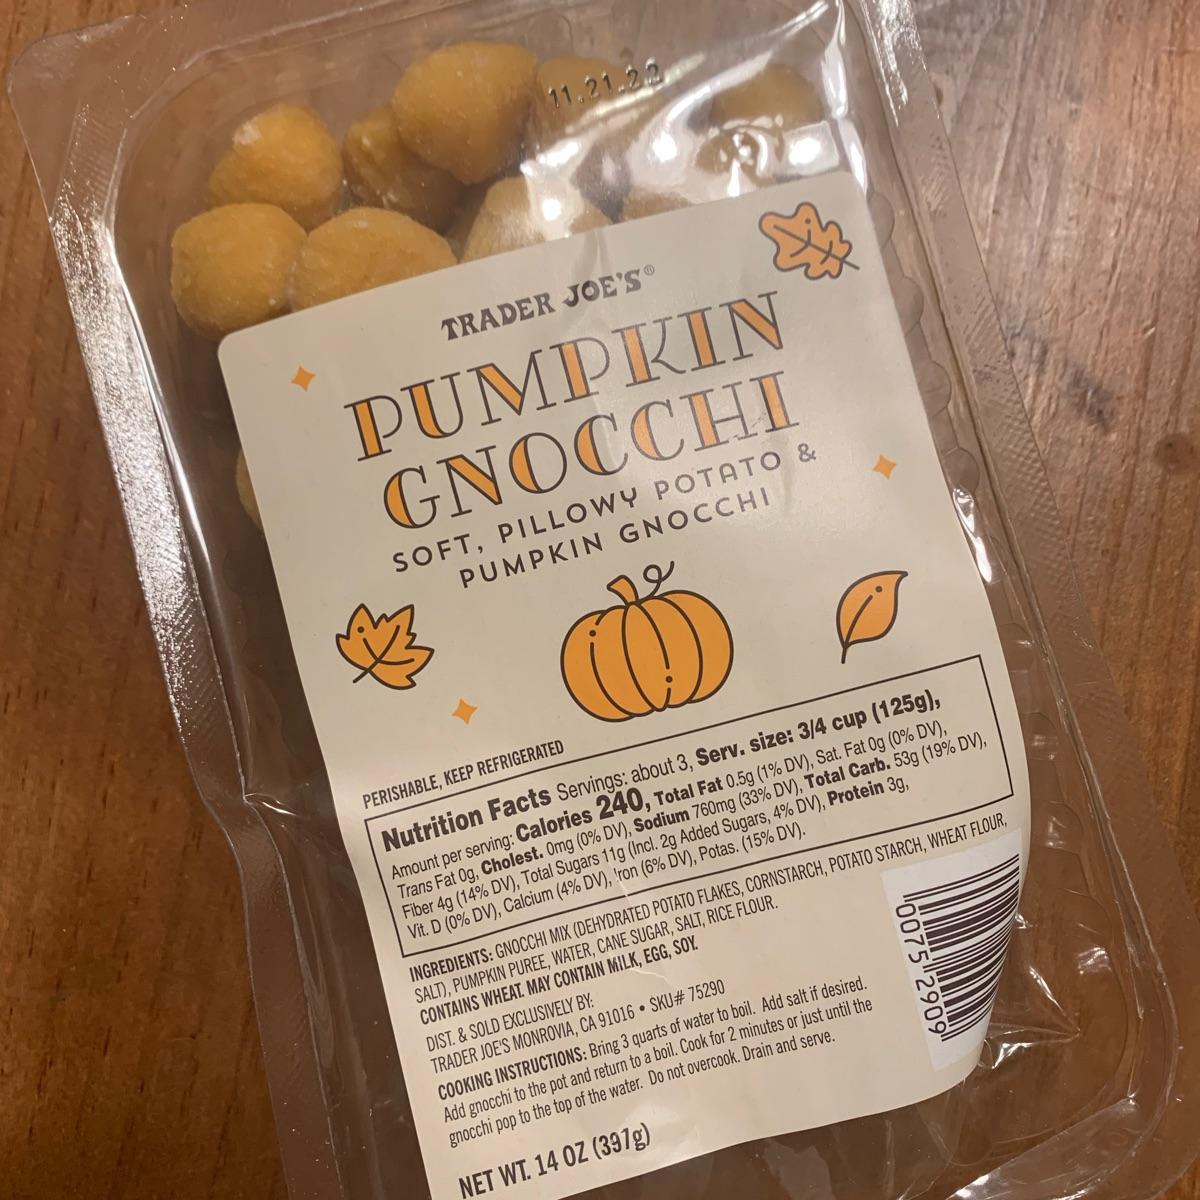 11.21.22
TRADER JOE'S®
PUMPKIN
GNOCCHI
SOFT, PILLOWY POTATO &
PUMPKIN GNOCCHI
PERISHABLE, KEEP REFRIGERATED
Nutrition Facts Servings: about 3, Serv. size: 3/4 cup (125g),
Amount per serving: Calories 240, Total Fat 0.5g (1% DV), Sat. Fat 0g (0% DV),
Trans Fat 0g, Cholest. 0mg (0% DV), Sodium 760mg (33% DV), Total Carb. 53g (19% DV),
Fiber 4g (14% DV), Total Sugars 11g (Incl. 2g Added Sugars, 4% DV), Protein 3g,
Vit. D (0% DV), Calcium (4% DV), Iron (6% DV), Potas. (15% DV).
INGREDIENTS: GNOCCHI MIX (DEHYDRATED POTATO FLAKES, CORNSTARCH, POTATO STARCH, WHEAT FLOUR,
SALT), PUMPKIN PUREE, WATER, CANE SUGAR, SALT, RICE FLOUR.
CONTAINS WHEAT. MAY CONTAIN MILK, EGG, SOY.
DIST. & SOLD EXCLUSIVELY BY:
TRADER JOE'S MONROVIA, CA 91016 • SKU# 75290
COOKING INSTRUCTIONS: Bring 3 quarts of water to boil. Add salt if desired.
Add gnocchi to the pot and return to a boil. Cook for 2 minutes or just until the
gnocchi pop to the top of the water. Do not overcook. Drain and serve.
NET WT. 14 OZ (397g)
0075 2909